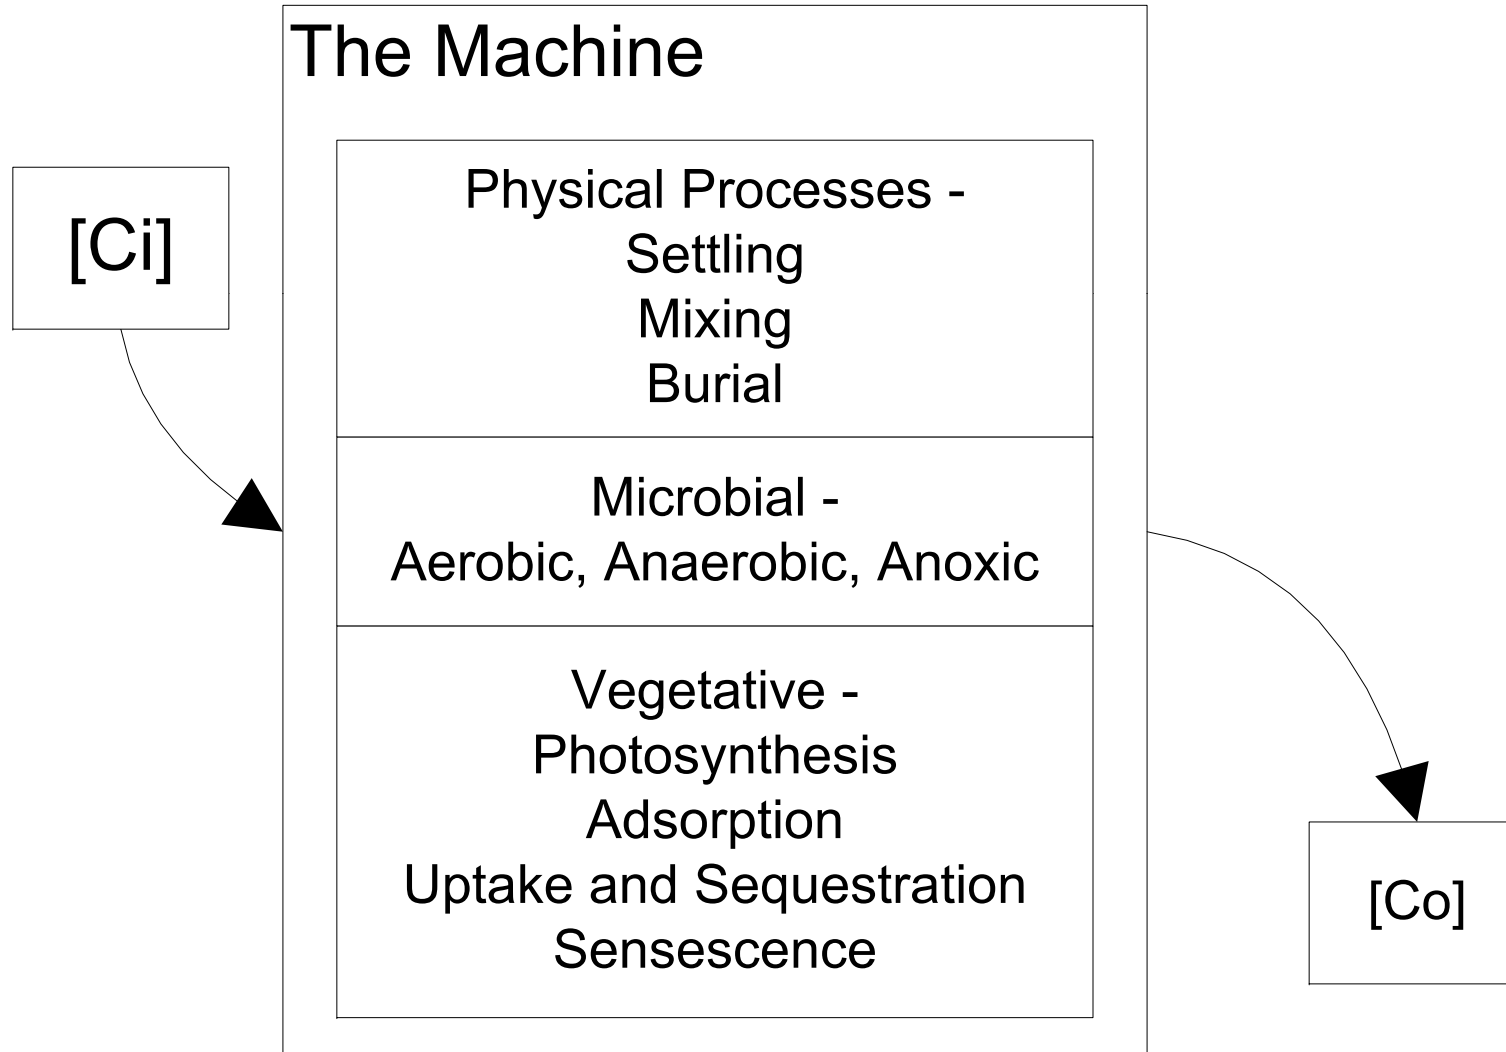 The Machine
[Ci]
Physical Processes -
Settling
Mixing
Burial
Microbial -
Aerobic, Anaerobic, Anoxic
Vegetative -
Photosynthesis
Adsorption
Uptake and Sequestration
Sensescence
[Co]